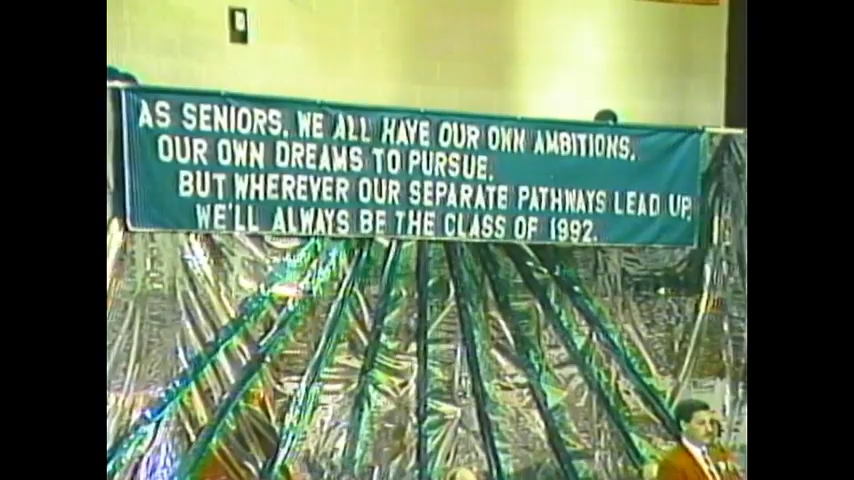 AS SENIORS, WE ALL HAVE OUR OWN AMBITIONS,
OUR OWN DREAMS TO PURSUE.
BUT WHEREVER OUR SEPARATE PATHWAYS LEAD UP,
WE'LL ALWAYS BE THE CLASS OF 1992.